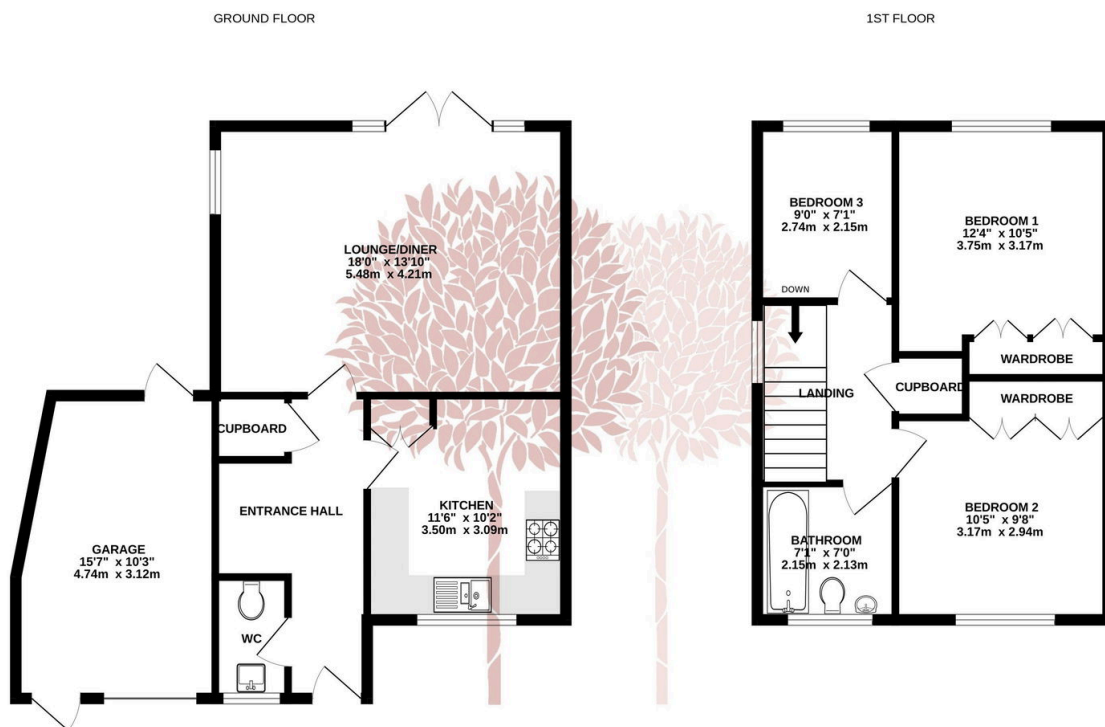 GROUND FLOOR
1ST FLOOR
LOUNGE/DINER
18'0" x 13'10"
5.48m x 4.21m
CUPBOARD
ENTRANCE HALL
KITCHEN
11'6" x 10'2"
3.50m x 3.09m
GARAGE
15'7" x 10'3"
4.74m x 3.12m
WC
BEDROOM 3
9'0" x 7'1"
2.74m x 2.15m
BEDROOM 1
12'4" x 10'5"
3.75m x 3.17m
DOWN
WARDROBE
LANDING
CUPBOARD
WARDROBE
BEDROOM 2
10'5" x 9'8"
3.17m x 2.94m
BATHROOM
7'1" x 7'0"
2.15m x 2.13m